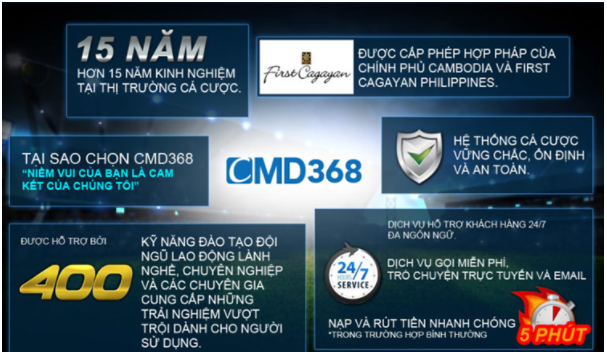 15 NĂM
HƠN 15 NĂM KINH NGHIỆM
TẠI THỊ TRƯỜNG CÁ CƯỢC.
First Cagayan
ĐƯỢC CẤP PHÉP HỢP PHÁP CỦA
CHÍNH PHỦ CAMBODIA VÀ FIRST
CAGAYAN PHILIPPINES.
TẠI SAO CHỌN CMD368
“NIỀM VUI CỦA BẠN LÀ CAM
KẾT CỦA CHÚNG TÔI”
CMD368
HỆ THỐNG CÁ CƯỢC
VỮNG CHẮC, ỔN ĐỊNH
VÀ AN TOÀN.
ĐƯỢC HỖ TRỢ BỞI
400
KỸ NĂNG ĐÀO TẠO ĐỘI
NGŨ LAO ĐỘNG LÀNH
NGHỀ, CHUYÊN NGHIỆP
VÀ CÁC CHUYÊN GIA
CUNG CẤP NHỮNG
TRẢI NGHIỆM VƯỢT
TRỘI DÀNH CHO NGƯỜI
SỬ DỤNG.
DỊCH VỤ HỖ TRỢ KHÁCH HÀNG 24/7
ĐA NGÔN NGỮ.
24/7
SERVICE
DỊCH VỤ GỌI MIỄN PHÍ,
TRÒ CHUYỆN TRỰC TUYẾN VÀ EMAIL
NẠP VÀ RÚT TIỀN NHANH CHÓNG
*TRONG TRƯỜNG HỢP BÌNH THƯỜNG
5 PHÚT